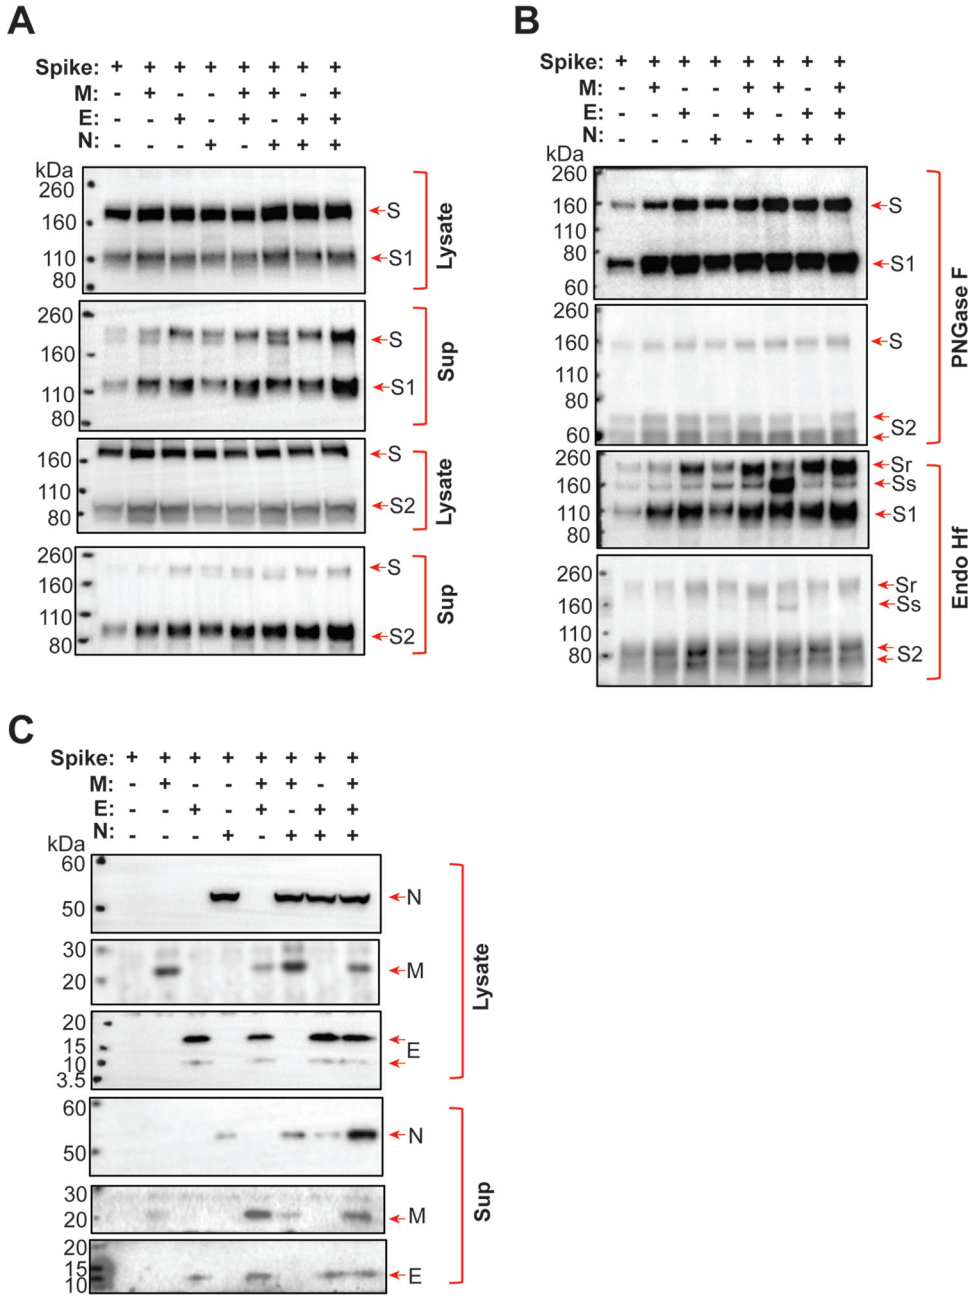 A
Spike: + + + + + + + +
M: - + - - + + - +
E: - - + - + - + +
N: - - - + - + + +
kDa
260
160
110
80
S
S1
Lysate
260
160
110
80
S
S1
Sup
160
110
80
S
S2
Lysate
260
160
110
80
S
S2
Sup
B
Spike: + + + + + + + +
M: - + - - + + - +
E: - - + - + - + +
N: - - - + - + + +
kDa
260
160
110
80
60
S
S1
260
160
110
80
60
S
S2
PNGase F
260
160
110
80
Sr
Ss
S1
260
160
110
80
Sr
Ss
S2
Endo Hf
C
Spike: + + + + + + + +
M: - + - - + + - +
E: - - + - + - + +
N: - - - + - + + +
kDa
60
50
N
30
20
M
20
15
10
3.5
E
Lysate
60
50
N
30
20
M
20
15
10
E
Sup